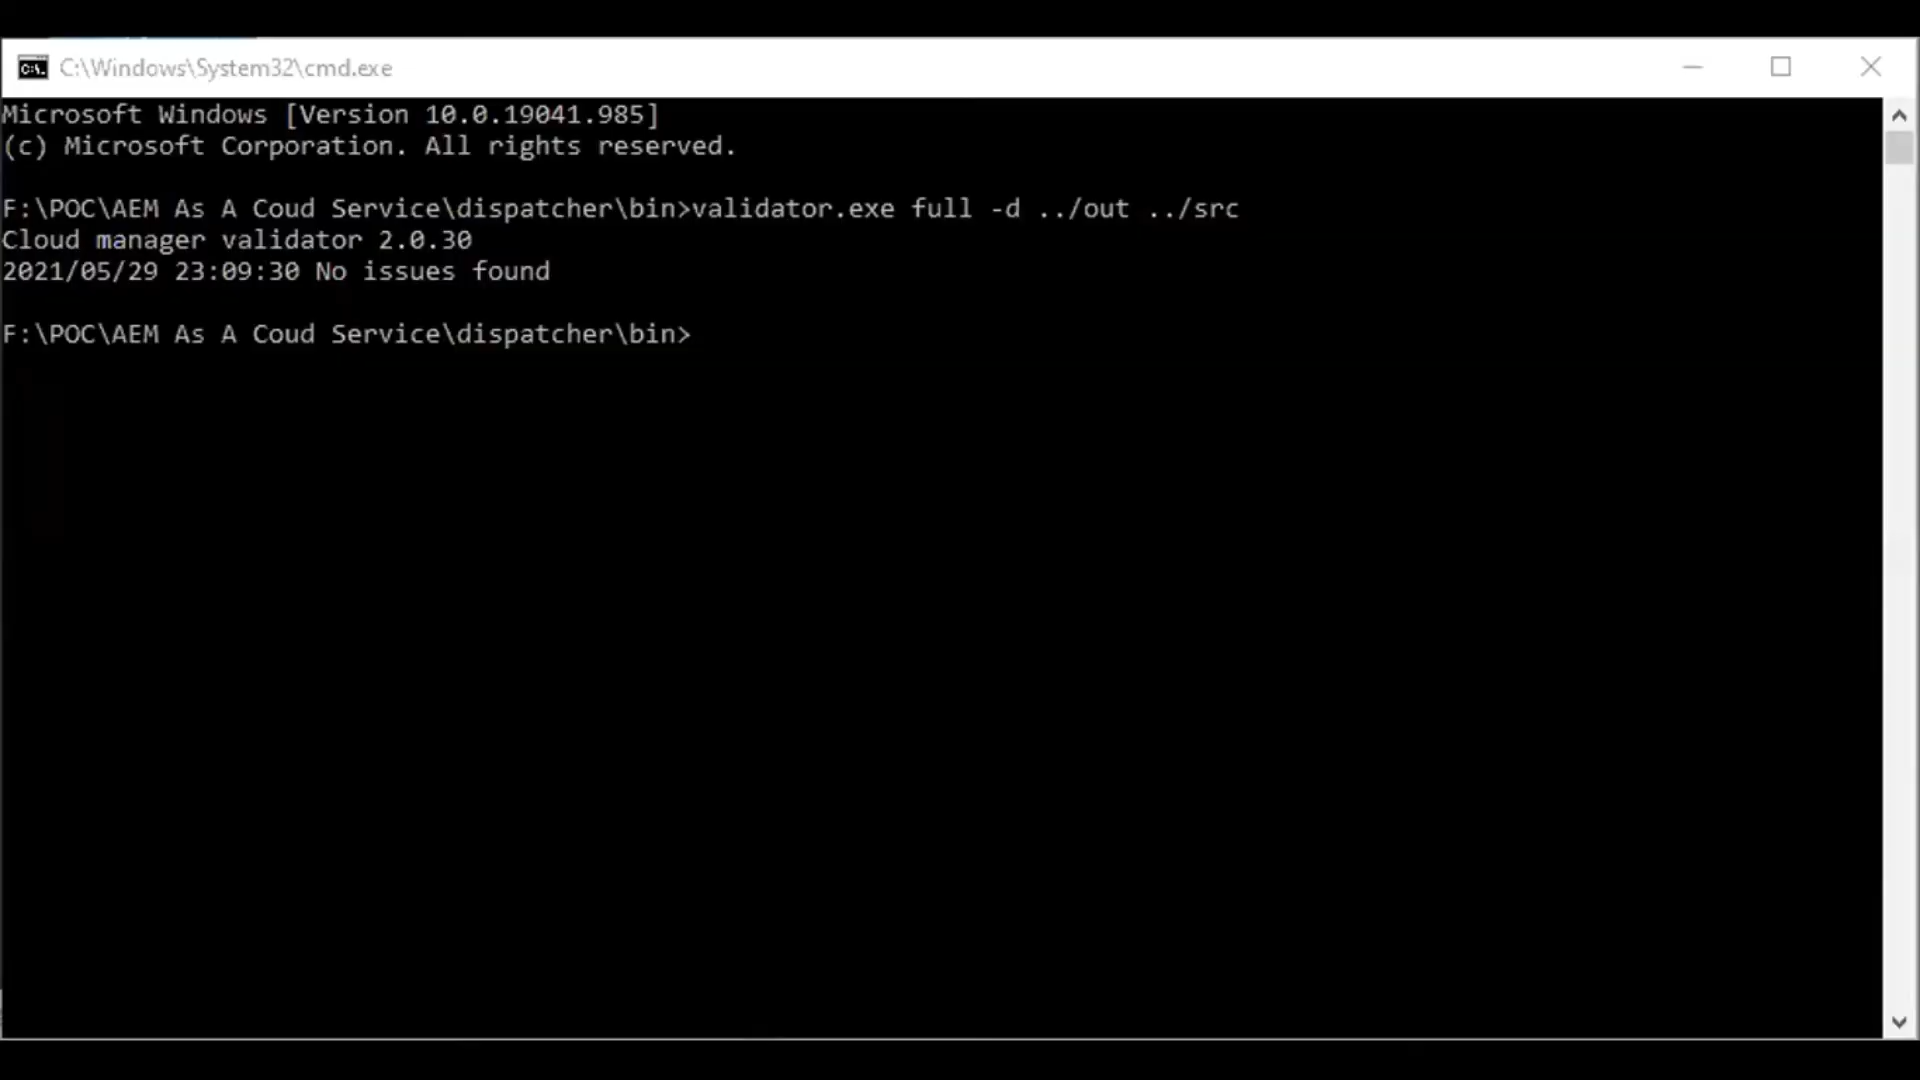 C:\Windows\System32\cmd.exe
Microsoft Windows [Version 10.0.19041.985]
(c) Microsoft Corporation. All rights reserved.
F:\POC\AEM As A Coud Service\dispatcher\bin>validator.exe full -d ../out ../src
Cloud manager validator 2.0.30
2021/05/29 23:09:30 No issues found
F:\POC\AEM As A Coud Service\dispatcher\bin>